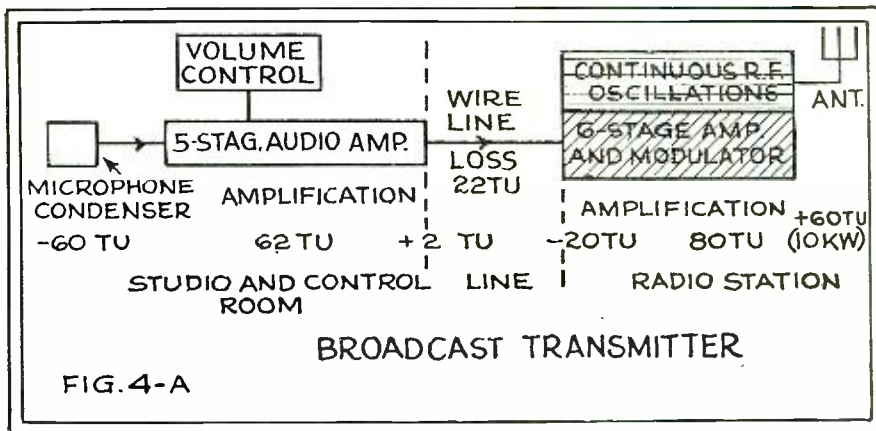 VOLUME
CONTROL
CONTINUOUS R.F.
OSCILLATIONS
ANT.
WIRE
LINE
5-STAG. AUDIO AMP.
6-STAGE AMP.
AND MODULATOR
LOSS
22TU
MICROPHONE
CONDENSER
AMPLIFICATION
AMPLIFICATION
+60TU
(10KW)
-60 TU
62 TU
+2 TU
-20TU
80TU
STUDIO AND CONTROL
ROOM
LINE
RADIO STATION
BROADCAST TRANSMITTER
FIG. 4-A